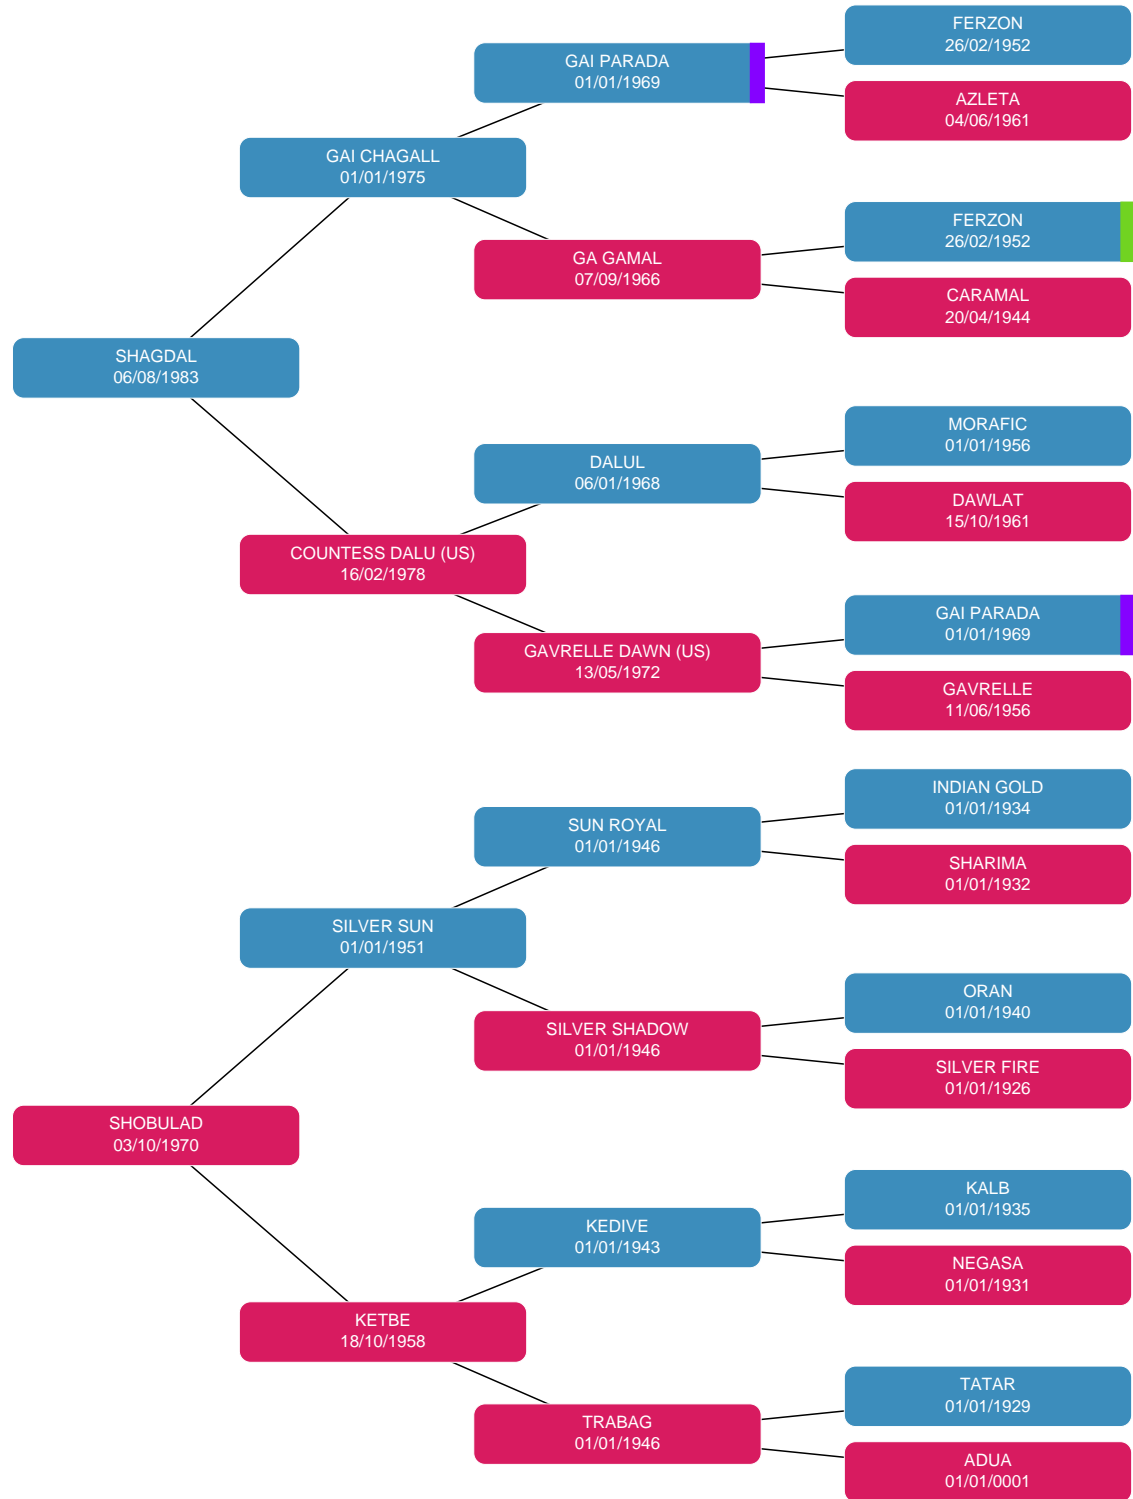 FERZON
26/02/1952
GAI PARADA
01/01/1969
AZLETA
04/06/1961
GAI CHAGALL
01/01/1975
FERZON
26/02/1952
GA GAMAL
07/09/1966
CARAMAL
20/04/1944
SHAGDAL
06/08/1983
MORAFIC
01/01/1956
DALUL
06/01/1968
DAWLAT
15/10/1961
COUNTESS DALU (US)
16/02/1978
GAI PARADA
01/01/1969
GAVRELLE DAWN (US)
13/05/1972
GAVRELLE
11/06/1956
INDIAN GOLD
01/01/1934
SUN ROYAL
01/01/1946
SHARIMA
01/01/1932
SILVER SUN
01/01/1951
ORAN
01/01/1940
SILVER SHADOW
01/01/1946
SILVER FIRE
01/01/1926
SHOBULAD
03/10/1970
KALB
01/01/1935
KEDIVE
01/01/1943
NEGASA
01/01/1931
KETBE
18/10/1958
TATAR
01/01/1929
TRABAG
01/01/1946
ADUA
01/01/0001